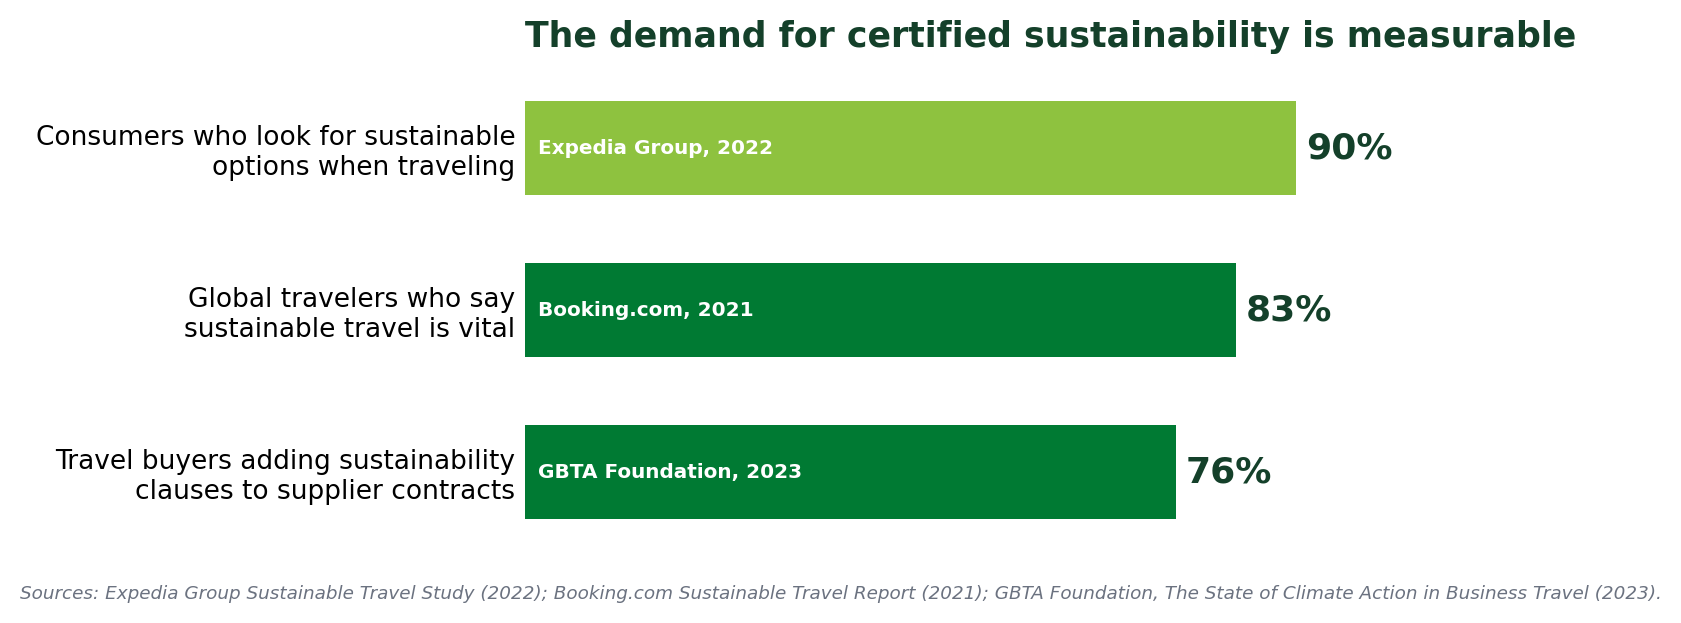 The demand for certified sustainability is measurable
Consumers who look for sustainable
options when traveling
Expedia Group, 2022
90%
Global travelers who say
sustainable travel is vital
Booking.com, 2021
83%
Travel buyers adding sustainability
clauses to supplier contracts
GBTA Foundation, 2023
76%
Sources: Expedia Group Sustainable Travel Study (2022); Booking.com Sustainable Travel Report (2021); GBTA Foundation, The State of Climate Action in Business Travel (2023).